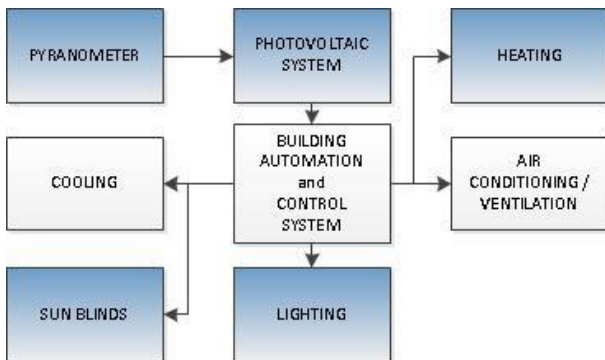 PYRANOMETER
PHOTOVOLTAIC
SYSTEM
HEATING
COOLING
BUILDING
AUTOMATION
and
CONTROL
SYSTEM
AIR
CONDITIONING /
VENTILATION
SUN BLINDS
LIGHTING